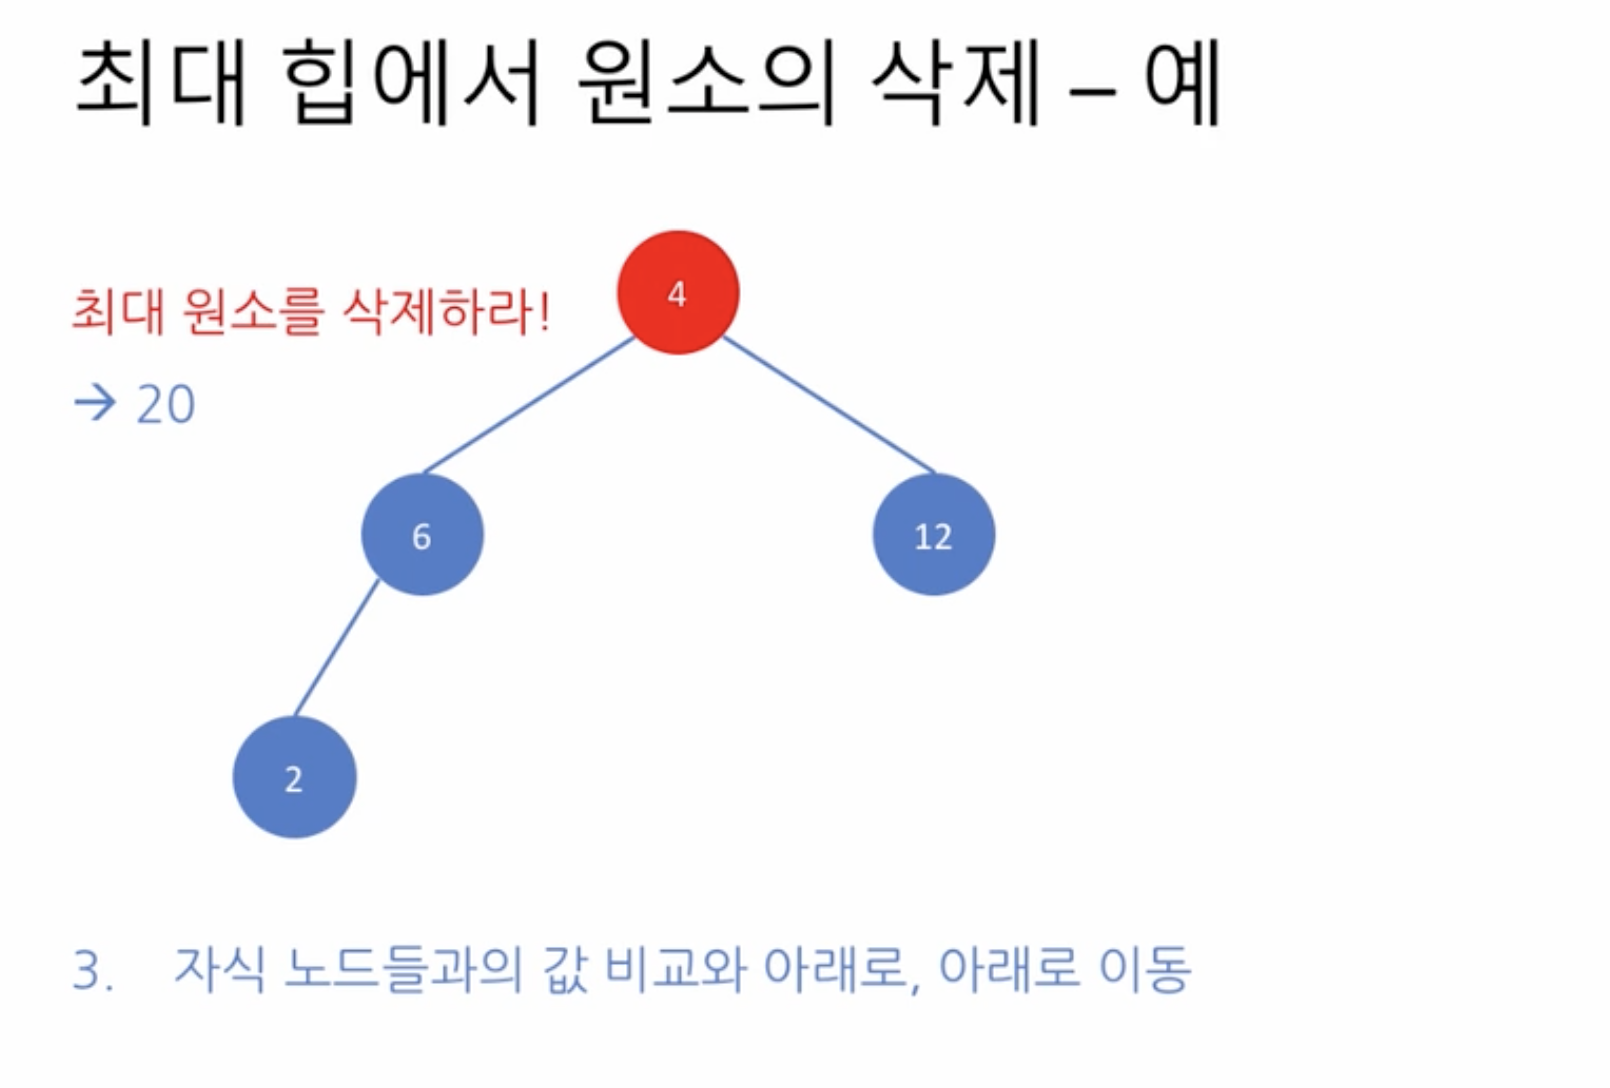 최대 힙에서 원소의 삭제 – 예
4
최대 원소를 삭제하라!
→ 20
6
12
2
3. 자식 노드들과의 값 비교와 아래로, 아래로 이동